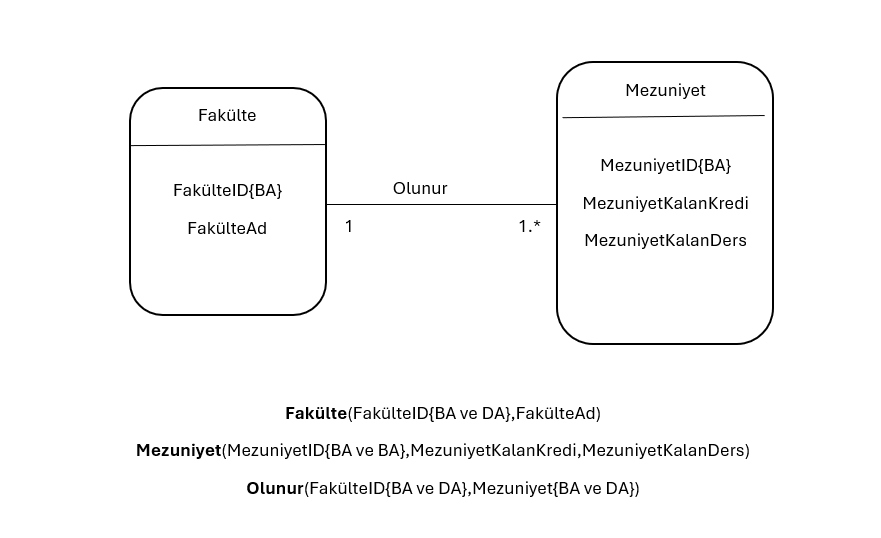 Fakülte
FakülteID{BA}
FakülteAd
Olunur
1
1.*
Mezuniyet
MezuniyetID{BA}
MezuniyetKalanKredi
MezuniyetKalanDers
Fakülte(FakülteID{BA ve DA},FakülteAd)
Mezuniyet(MezuniyetID{BA ve BA},MezuniyetKalanKredi,MezuniyetKalanDers)
Olunur(FakülteID{BA ve DA},Mezuniyet{BA ve DA})